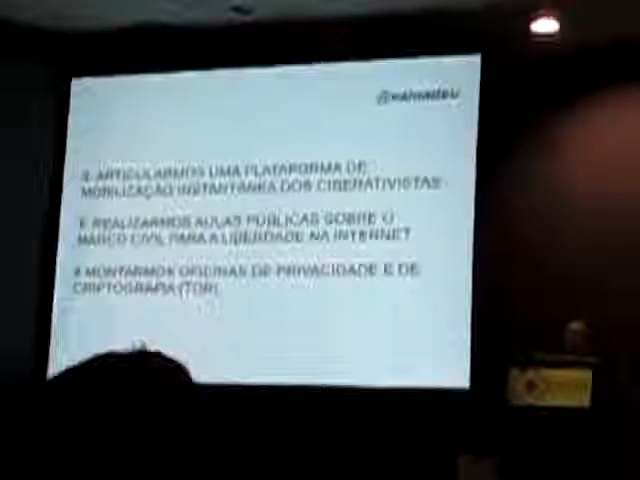 @samadeu
ARTICULARMOS UMA PLATAFORMA DE
MOBILIZAÇÃO INSTANTÂNEA DOS CIBERATIVISTAS
REALIZARMOS AULAS PÚBLICAS SOBRE O
MARCO CIVIL PARA A LIBERDADE NA INTERNET
MONTARMOS OFICINAS DE PRIVACIDADE E DE
CRIPTOGRAFIA (TOR)